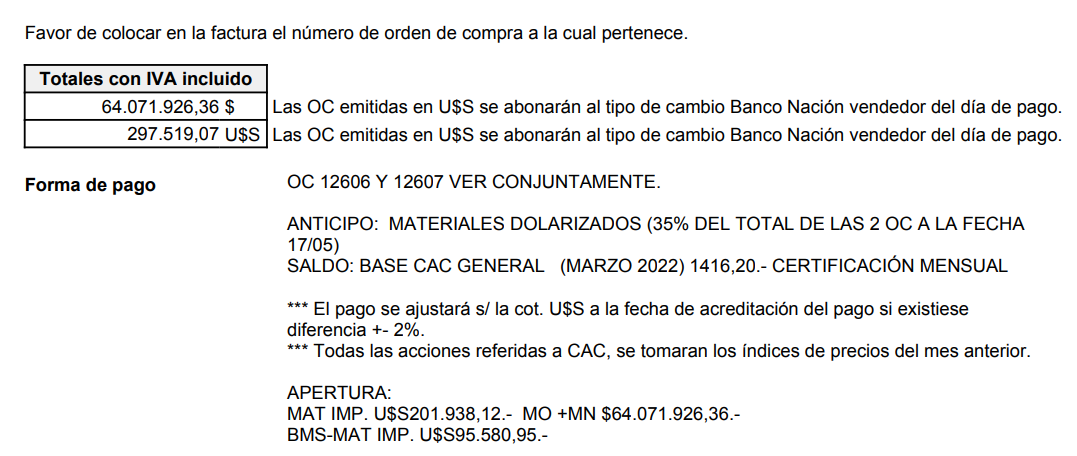 Favor de colocar en la factura el número de orden de compra a la cual pertenece.
Totales con IVA incluido
64.071.926,36 $ Las OC emitidas en U$S se abonarán al tipo de cambio Banco Nación vendedor del día de pago.
297.519,07 U$S Las OC emitidas en U$S se abonarán al tipo de cambio Banco Nación vendedor del día de pago.
Forma de pago OC 12606 Y 12607 VER CONJUNTAMENTE.
ANTICIPO: MATERIALES DOLARIZADOS (35% DEL TOTAL DE LAS 2 OC A LA FECHA
17/05)
SALDO: BASE CAC GENERAL (MARZO 2022) 1416,20.- CERTIFICACIÓN MENSUAL
*** El pago se ajustará s/ la cot. U$S a la fecha de acreditación del pago si existiese
diferencia +- 2%.
*** Todas las acciones referidas a CAC, se tomaran los índices de precios del mes anterior.
APERTURA:
MAT IMP. U$S201.938,12.- MO +MN $64.071.926,36.-
BMS-MAT IMP. U$S95.580,95.-